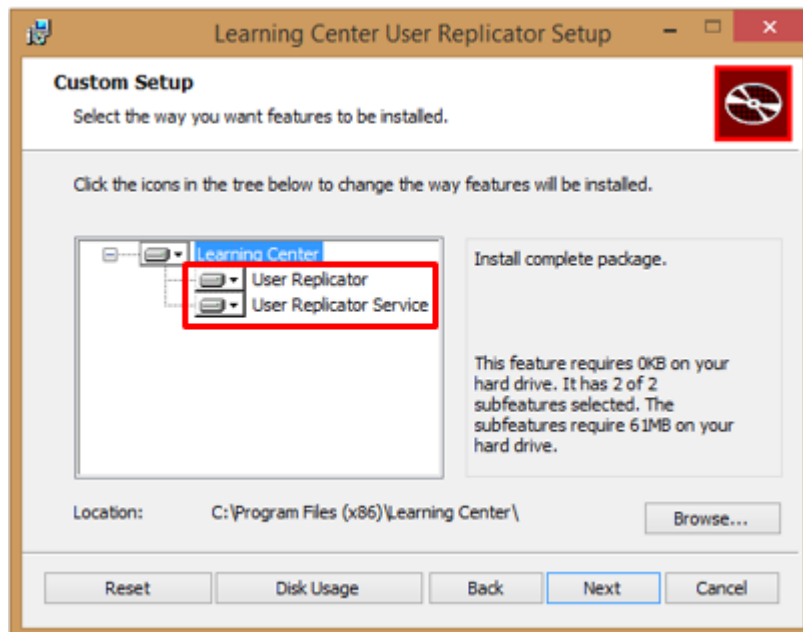 Learning Center User Replicator Setup
Custom Setup
Select the way you want features to be installed.
Click the icons in the tree below to change the way features will be installed.
Learning Center
User Replicator
User Replicator Service
Install complete package.
This feature requires 0KB on your
hard drive. It has 2 of 2
subfeatures selected. The
subfeatures require 61MB on your
hard drive.
Location: C:\Program Files (x86)\Learning Center\
Browse...
Reset Disk Usage Back Next Cancel